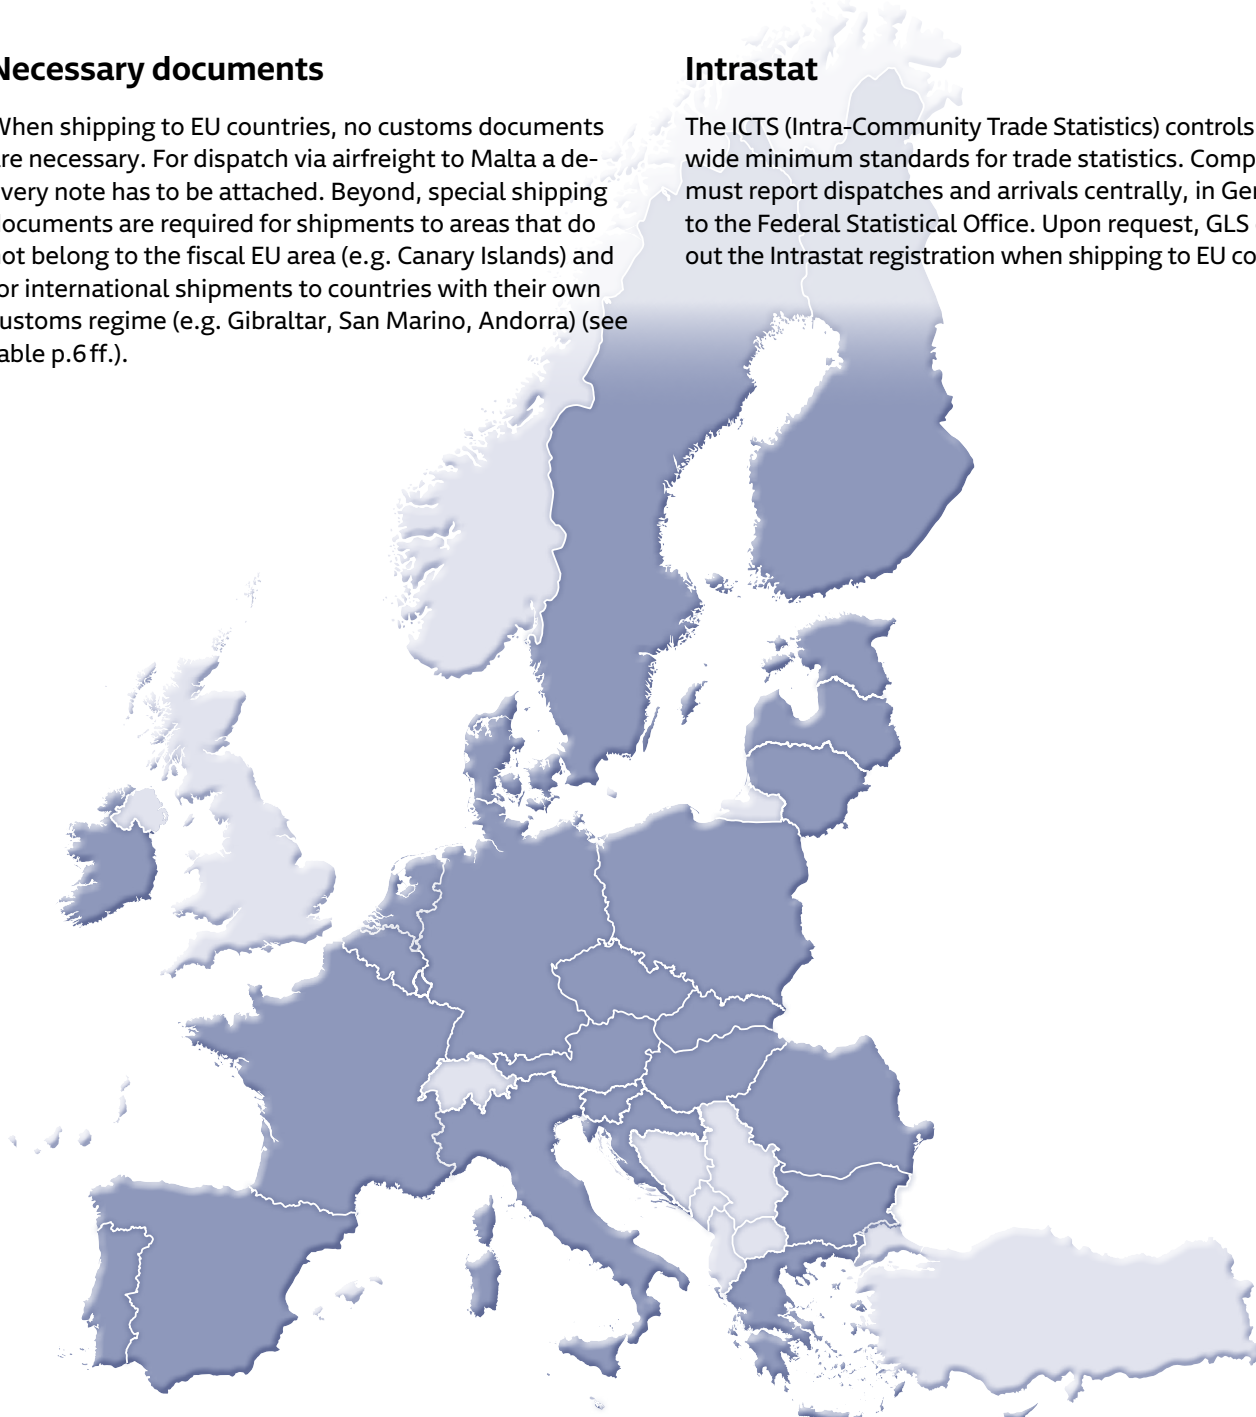 Necessary documents
When shipping to EU countries, no customs documents
are necessary. For dispatch via airfreight to Malta a de-
very note has to be attached. Beyond, special shipping
documents are required for shipments to areas that do
not belong to the fiscal EU area (e.g. Canary Islands) and
for international shipments to countries with their own
customs regime (e.g. Gibraltar, San Marino, Andorra) (see
table p.6 ff.).
Intrastat
The ICTS (Intra-Community Trade Statistics) controls
wide minimum standards for trade statistics. Comp
must report dispatches and arrivals centrally, in Ger
to the Federal Statistical Office. Upon request, GLS
out the Intrastat registration when shipping to EU co